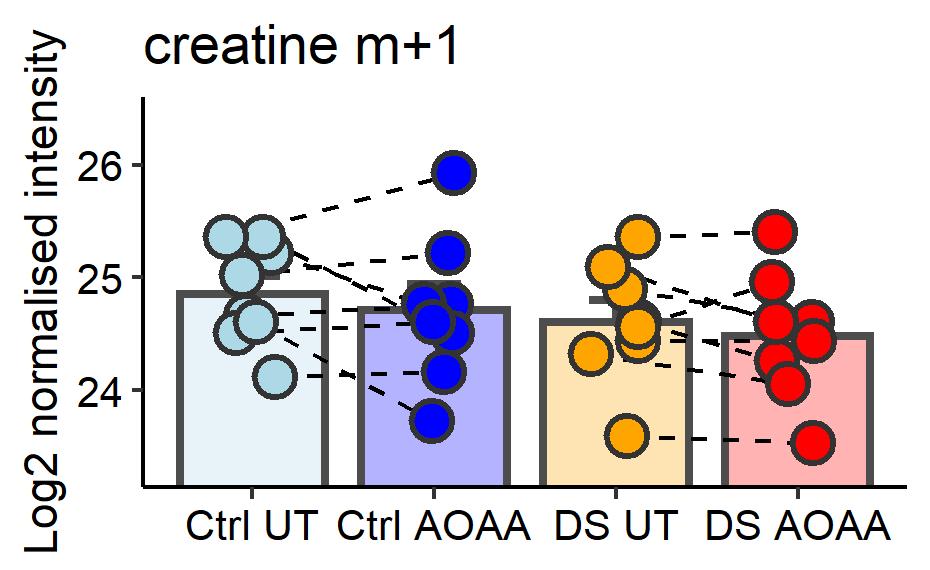 creatine m+1
Log2 normalised intensity
26
25
24
Ctrl UT
Ctrl AOAA
DS UT
DS AOAA